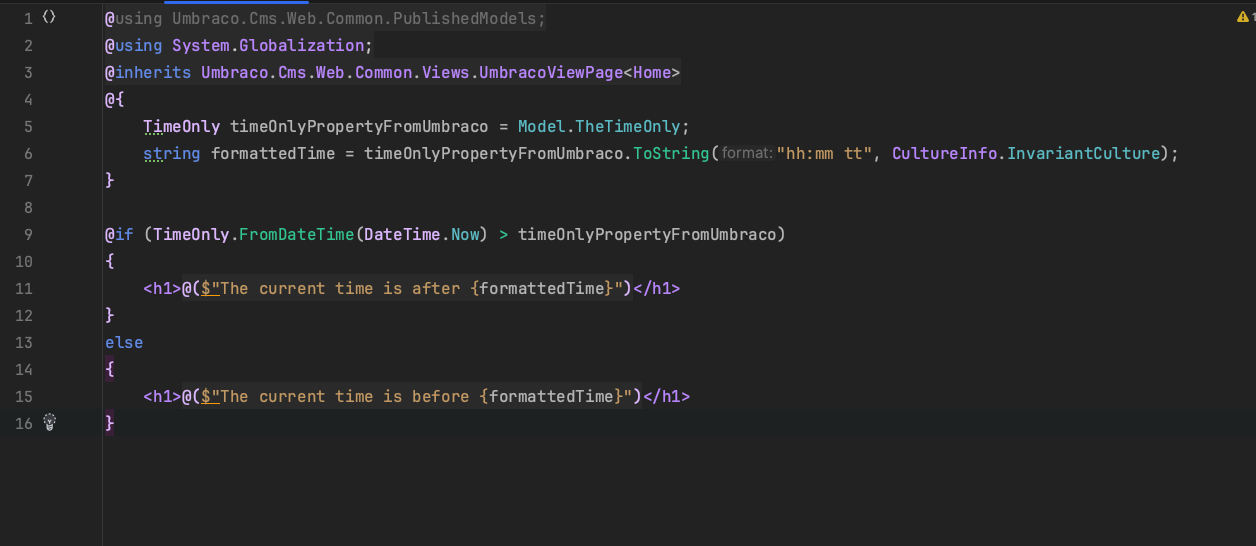 1 @using Umbraco.Cms.Web.Common.PublishedModels; 1
2 @using System.Globalization;
3 @inherits Umbraco.Cms.Web.Common.Views.UmbracoViewPage<Home>
4 @{
5 TimeOnly timeOnlyPropertyFromUmbraco = Model.TheTimeOnly;
6 string formattedTime = timeOnlyPropertyFromUmbraco.ToString(format:"hh:mm tt", CultureInfo.InvariantCulture);
7 }
8
9 @if (TimeOnly.FromDateTime(DateTime.Now) > timeOnlyPropertyFromUmbraco)
10 {
11 <h1>@($"The current time is after {formattedTime}")</h1>
12 }
13 else
14 {
15 <h1>@($"The current time is before {formattedTime}")</h1>
16 }